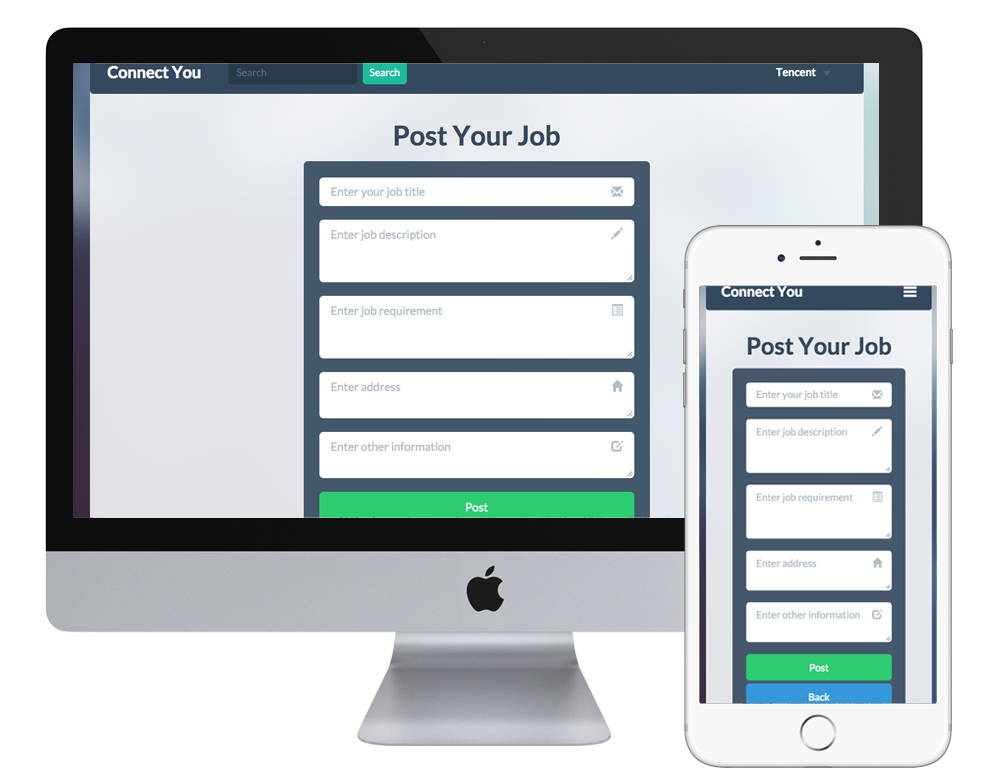 Connect You
Search
Search
Tencent
Post Your Job
Enter your job title
Enter job description
Enter job requirement
Enter address
Enter other information
Post
Connect You
Post Your Job
Enter your job title
Enter job description
Enter job requirement
Enter address
Enter other information
Post
Back